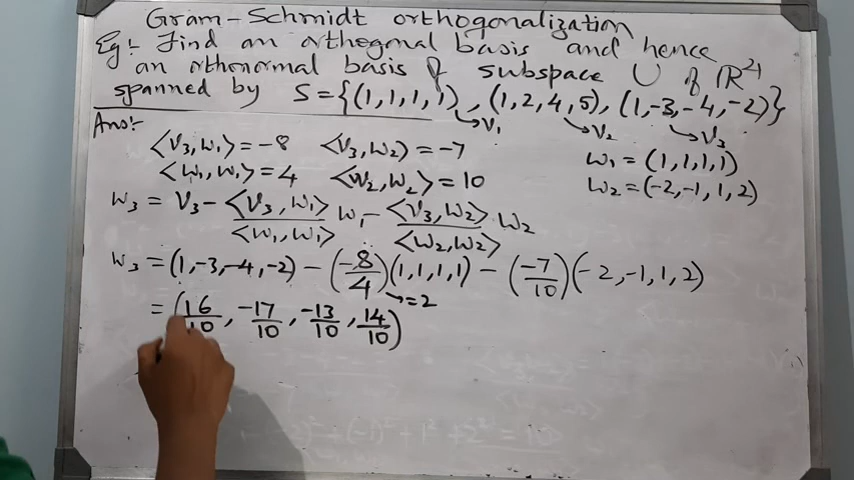 Gram-Schmidt orthogonalization
Eg:- Find an orthogonal basis and hence
an orthonormal basis of subspace U of ℝ⁴
spanned by S={(1,1,1,1), (1,2,4,5), (1,-3,-4,-2)}
→V₁ →V₂ →V₃
Ans:-
⟨V₃,W₁⟩=-8 ⟨V₃,W₂⟩=-7 W₁=(1,1,1,1)
⟨W₁,W₁⟩=4 ⟨W₂,W₂⟩=10 W₂=(-2,-1,1,2)
W₃ = V₃ - ⟨V₃,W₁⟩/⟨W₁,W₁⟩ W₁ - ⟨V₃,W₂⟩/⟨W₂,W₂⟩ W₂
W₃ = (1,-3,-4,-2) - (-8/4)(1,1,1,1) - (-7/10)(-2,-1,1,2)
→=2
= (16/10, -17/10, -13/10, 14/10)